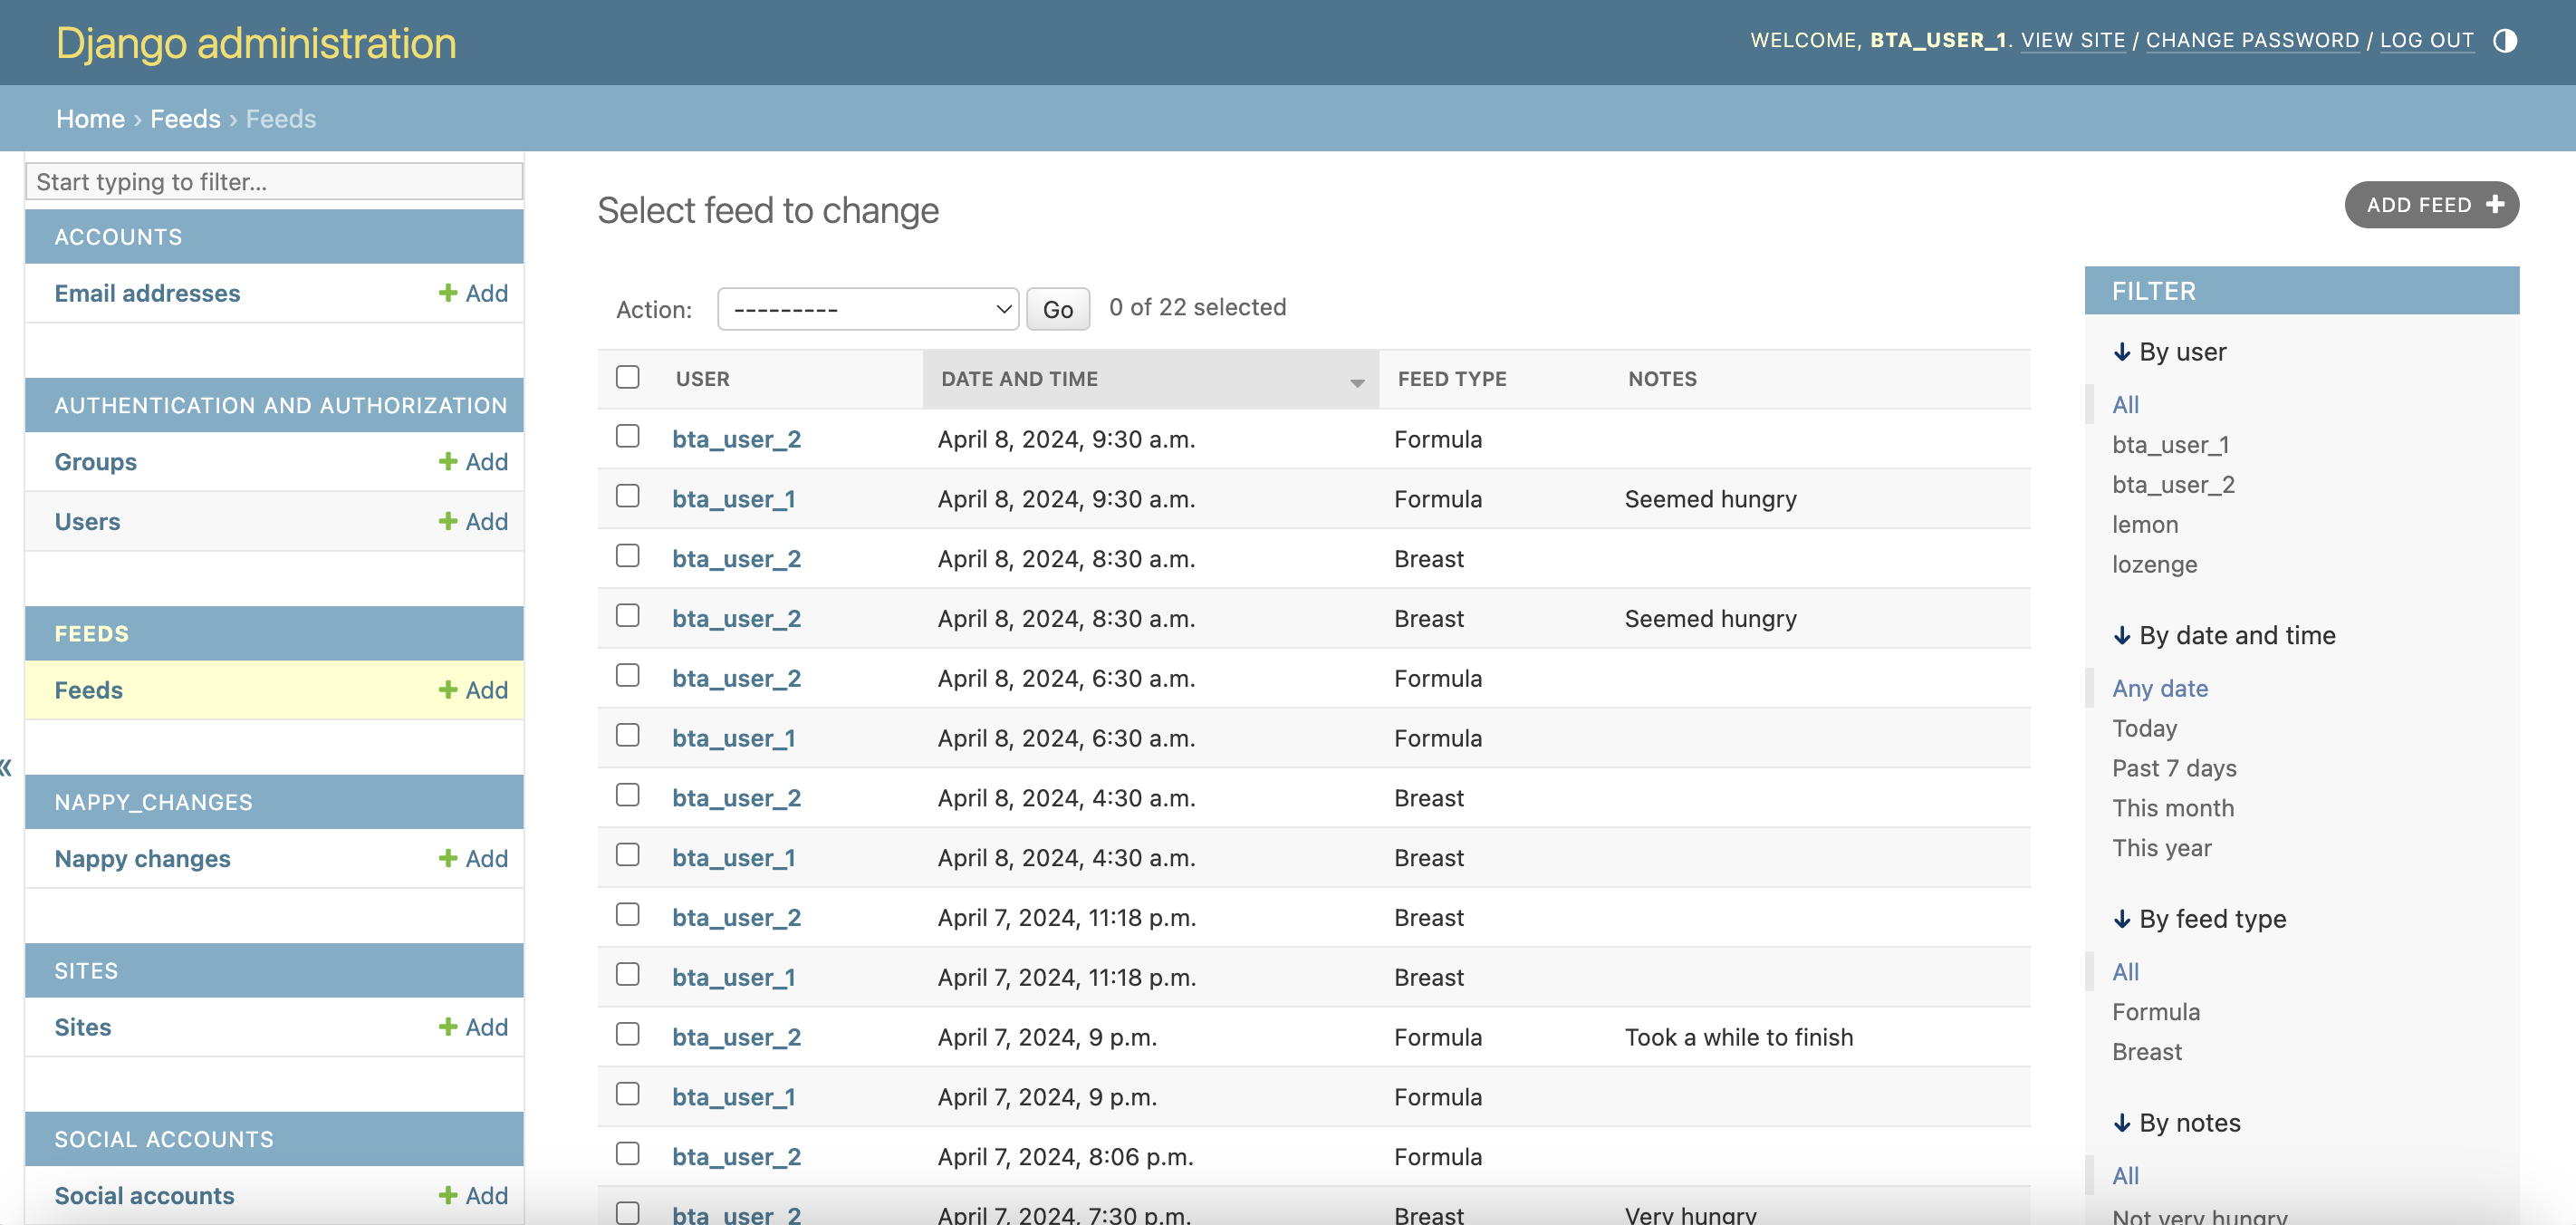 Django administration
WELCOME, BTA_USER_1. VIEW SITE / CHANGE PASSWORD / LOG OUT
Home › Feeds › Feeds
Start typing to filter...
ACCOUNTS
Email addresses Add
AUTHENTICATION AND AUTHORIZATION
Groups Add
Users Add
FEEDS
Feeds Add
NAPPY_CHANGES
Nappy changes Add
SITES
Sites Add
SOCIAL ACCOUNTS
Social accounts Add
«
Select feed to change
ADD FEED
Action: --------- Go 0 of 22 selected
USER DATE AND TIME FEED TYPE NOTES
bta_user_2 April 8, 2024, 9:30 a.m. Formula
bta_user_1 April 8, 2024, 9:30 a.m. Formula Seemed hungry
bta_user_2 April 8, 2024, 8:30 a.m. Breast
bta_user_2 April 8, 2024, 8:30 a.m. Breast Seemed hungry
bta_user_2 April 8, 2024, 6:30 a.m. Formula
bta_user_1 April 8, 2024, 6:30 a.m. Formula
bta_user_2 April 8, 2024, 4:30 a.m. Breast
bta_user_1 April 8, 2024, 4:30 a.m. Breast
bta_user_2 April 7, 2024, 11:18 p.m. Breast
bta_user_1 April 7, 2024, 11:18 p.m. Breast
bta_user_2 April 7, 2024, 9 p.m. Formula Took a while to finish
bta_user_1 April 7, 2024, 9 p.m. Formula
bta_user_2 April 7, 2024, 8:06 p.m. Formula
bta_user_2 April 7, 2024, 7:30 p.m. Breast Very hungry
FILTER
By user
All
bta_user_1
bta_user_2
lemon
lozenge
By date and time
Any date
Today
Past 7 days
This month
This year
By feed type
All
Formula
Breast
By notes
All
Not very hungry